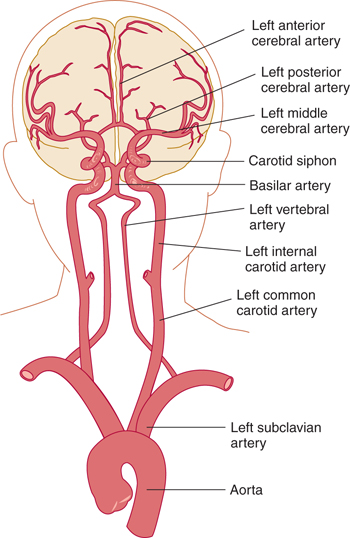 Left anterior
cerebral artery
Left posterior
cerebral artery
Left middle
cerebral artery
Carotid siphon
Basilar artery
Left vertebral
artery
Left internal
carotid artery
Left common
carotid artery
Left subclavian
artery
Aorta